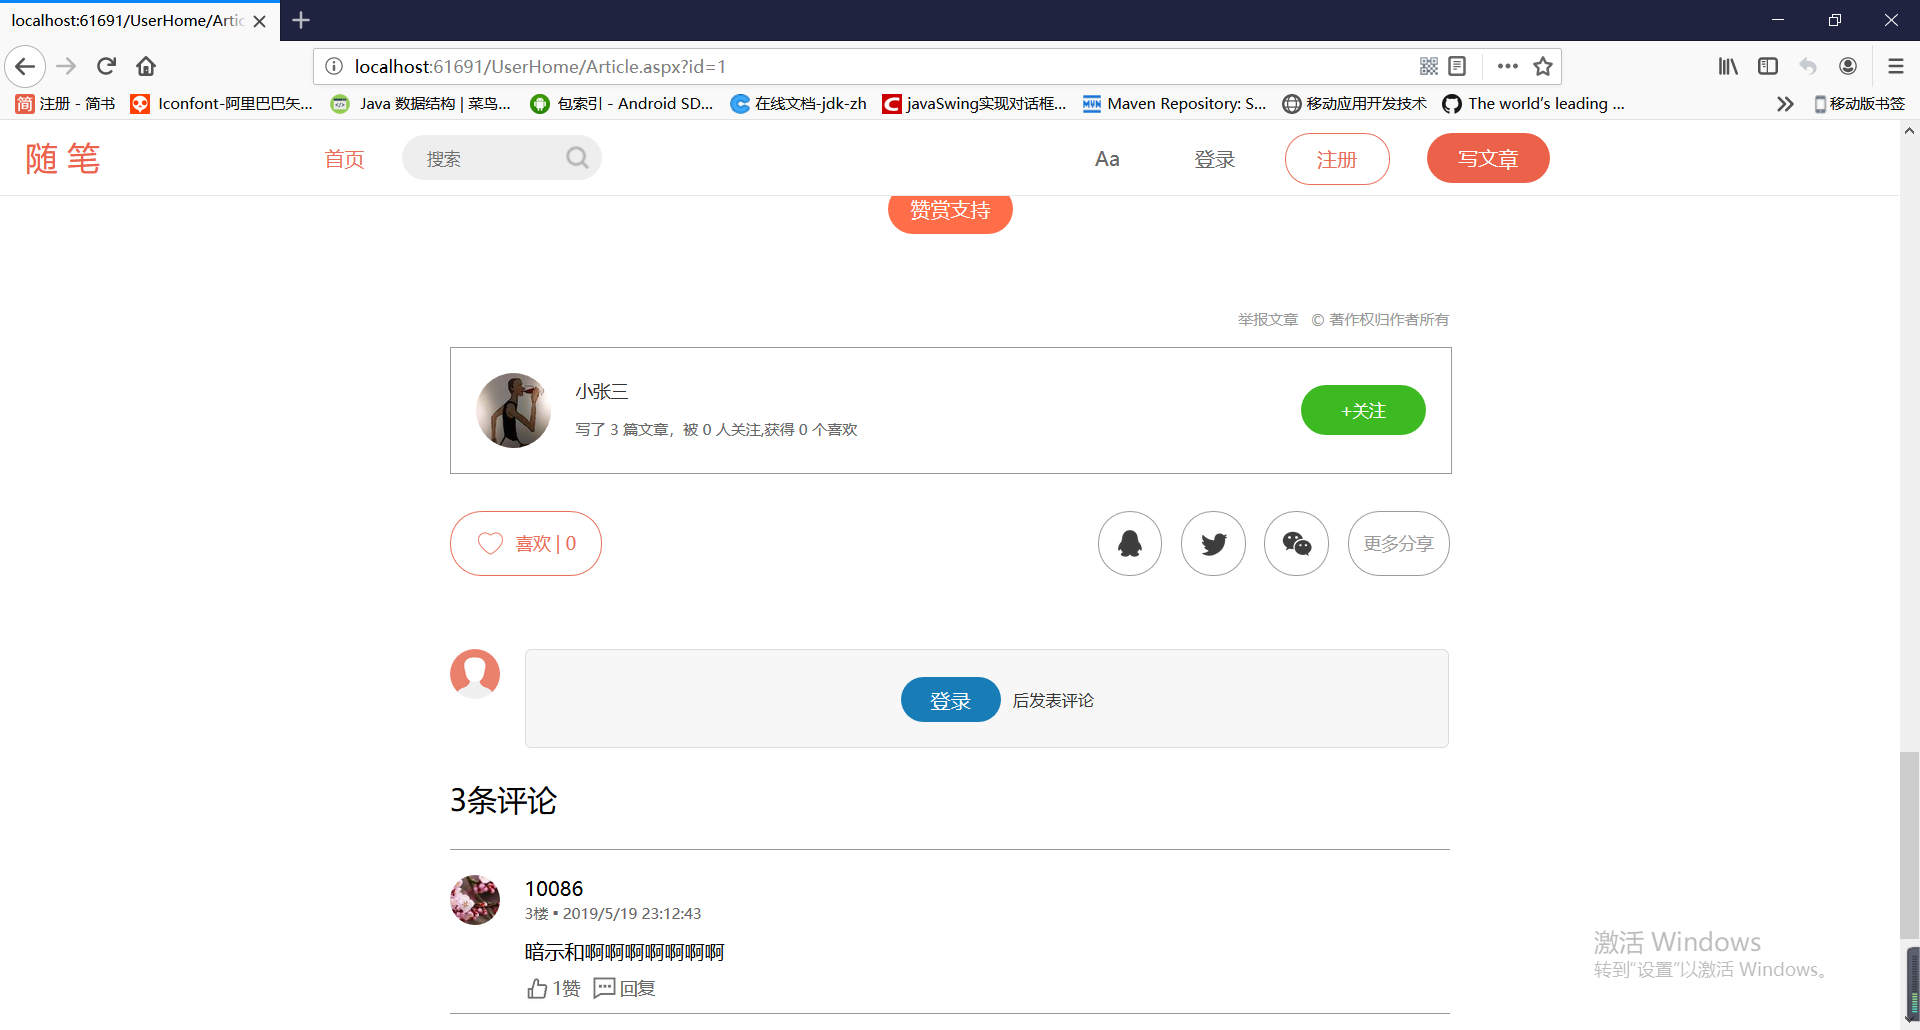 localhost:61691/UserHome/Artic
localhost:61691/UserHome/Article.aspx?id=1
简 注册 - 简书 Iconfont-阿里巴巴矢... Java 数据结构 | 菜鸟... 包索引 - Android SD... 在线文档-jdk-zh javaSwing实现对话框... MVN Maven Repository: S... 移动应用开发技术 The world’s leading ... 移动版书签
随 笔 首页 搜索 Aa 登录 注册 写文章
赞赏支持
举报文章 © 著作权归作者所有
小张三
写了 3 篇文章，被 0 人关注,获得 0 个喜欢
+关注
喜欢 | 0 更多分享
登录 后发表评论
3条评论
10086
3楼 ▪ 2019/5/19 23:12:43
暗示和啊啊啊啊啊啊啊
1赞 回复
激活 Windows
转到“设置”以激活 Windows。